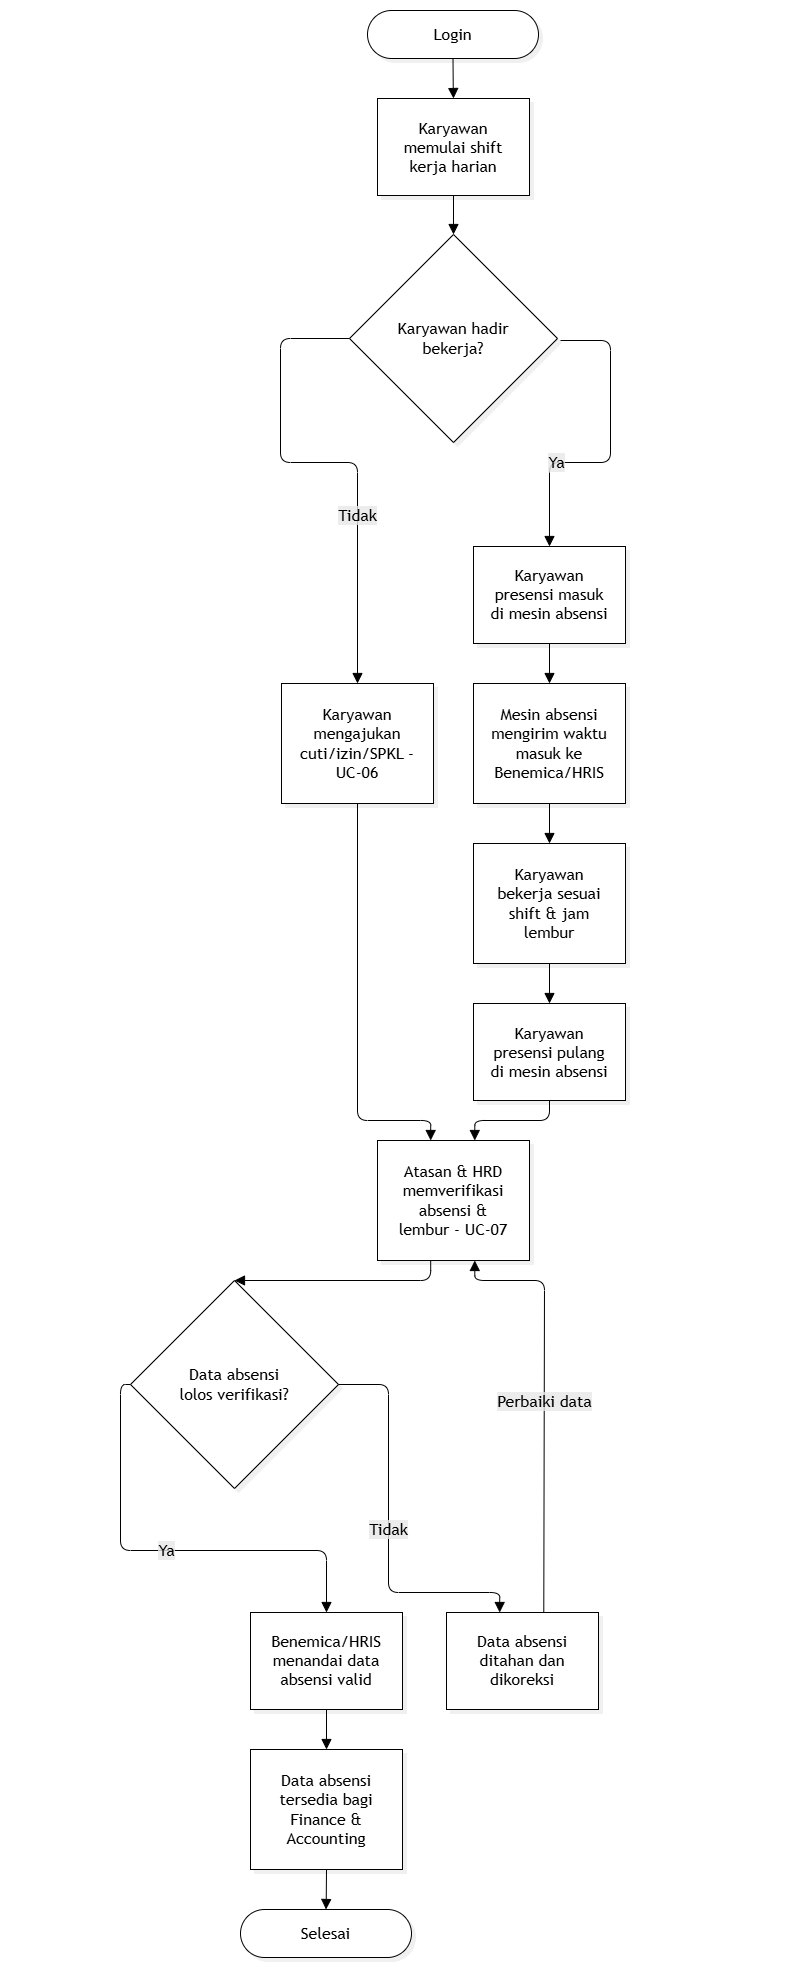 Login
Karyawan
memulai shift
kerja harian
Karyawan hadir
bekerja?
Ya
Tidak
Karyawan
presensi masuk
di mesin absensi
Karyawan
mengajukan
cuti/izin/SPKL -
UC-06
Mesin absensi
mengirim waktu
masuk ke
Benemica/HRIS
Karyawan
bekerja sesuai
shift & jam
lembur
Karyawan
presensi pulang
di mesin absensi
Atasan & HRD
memverifikasi
absensi &
lembur - UC-07
Data absensi
lolos verifikasi?
Perbaiki data
Tidak
Ya
Benemica/HRIS
menandai data
absensi valid
Data absensi
ditahan dan
dikoreksi
Data absensi
tersedia bagi
Finance &
Accounting
Selesai